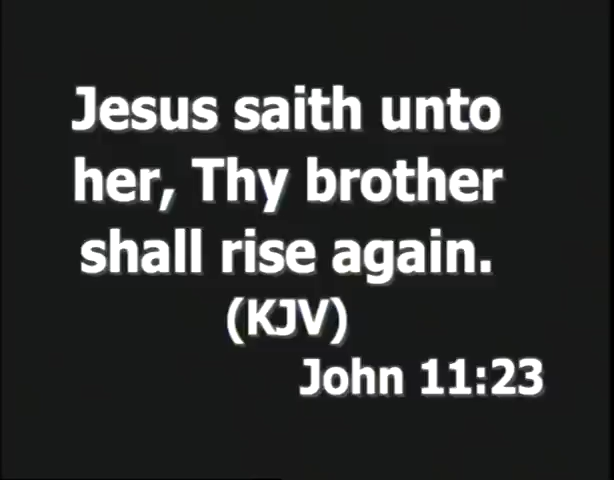 Jesus saith unto
her, Thy brother
shall rise again.
(KJV)
John 11:23